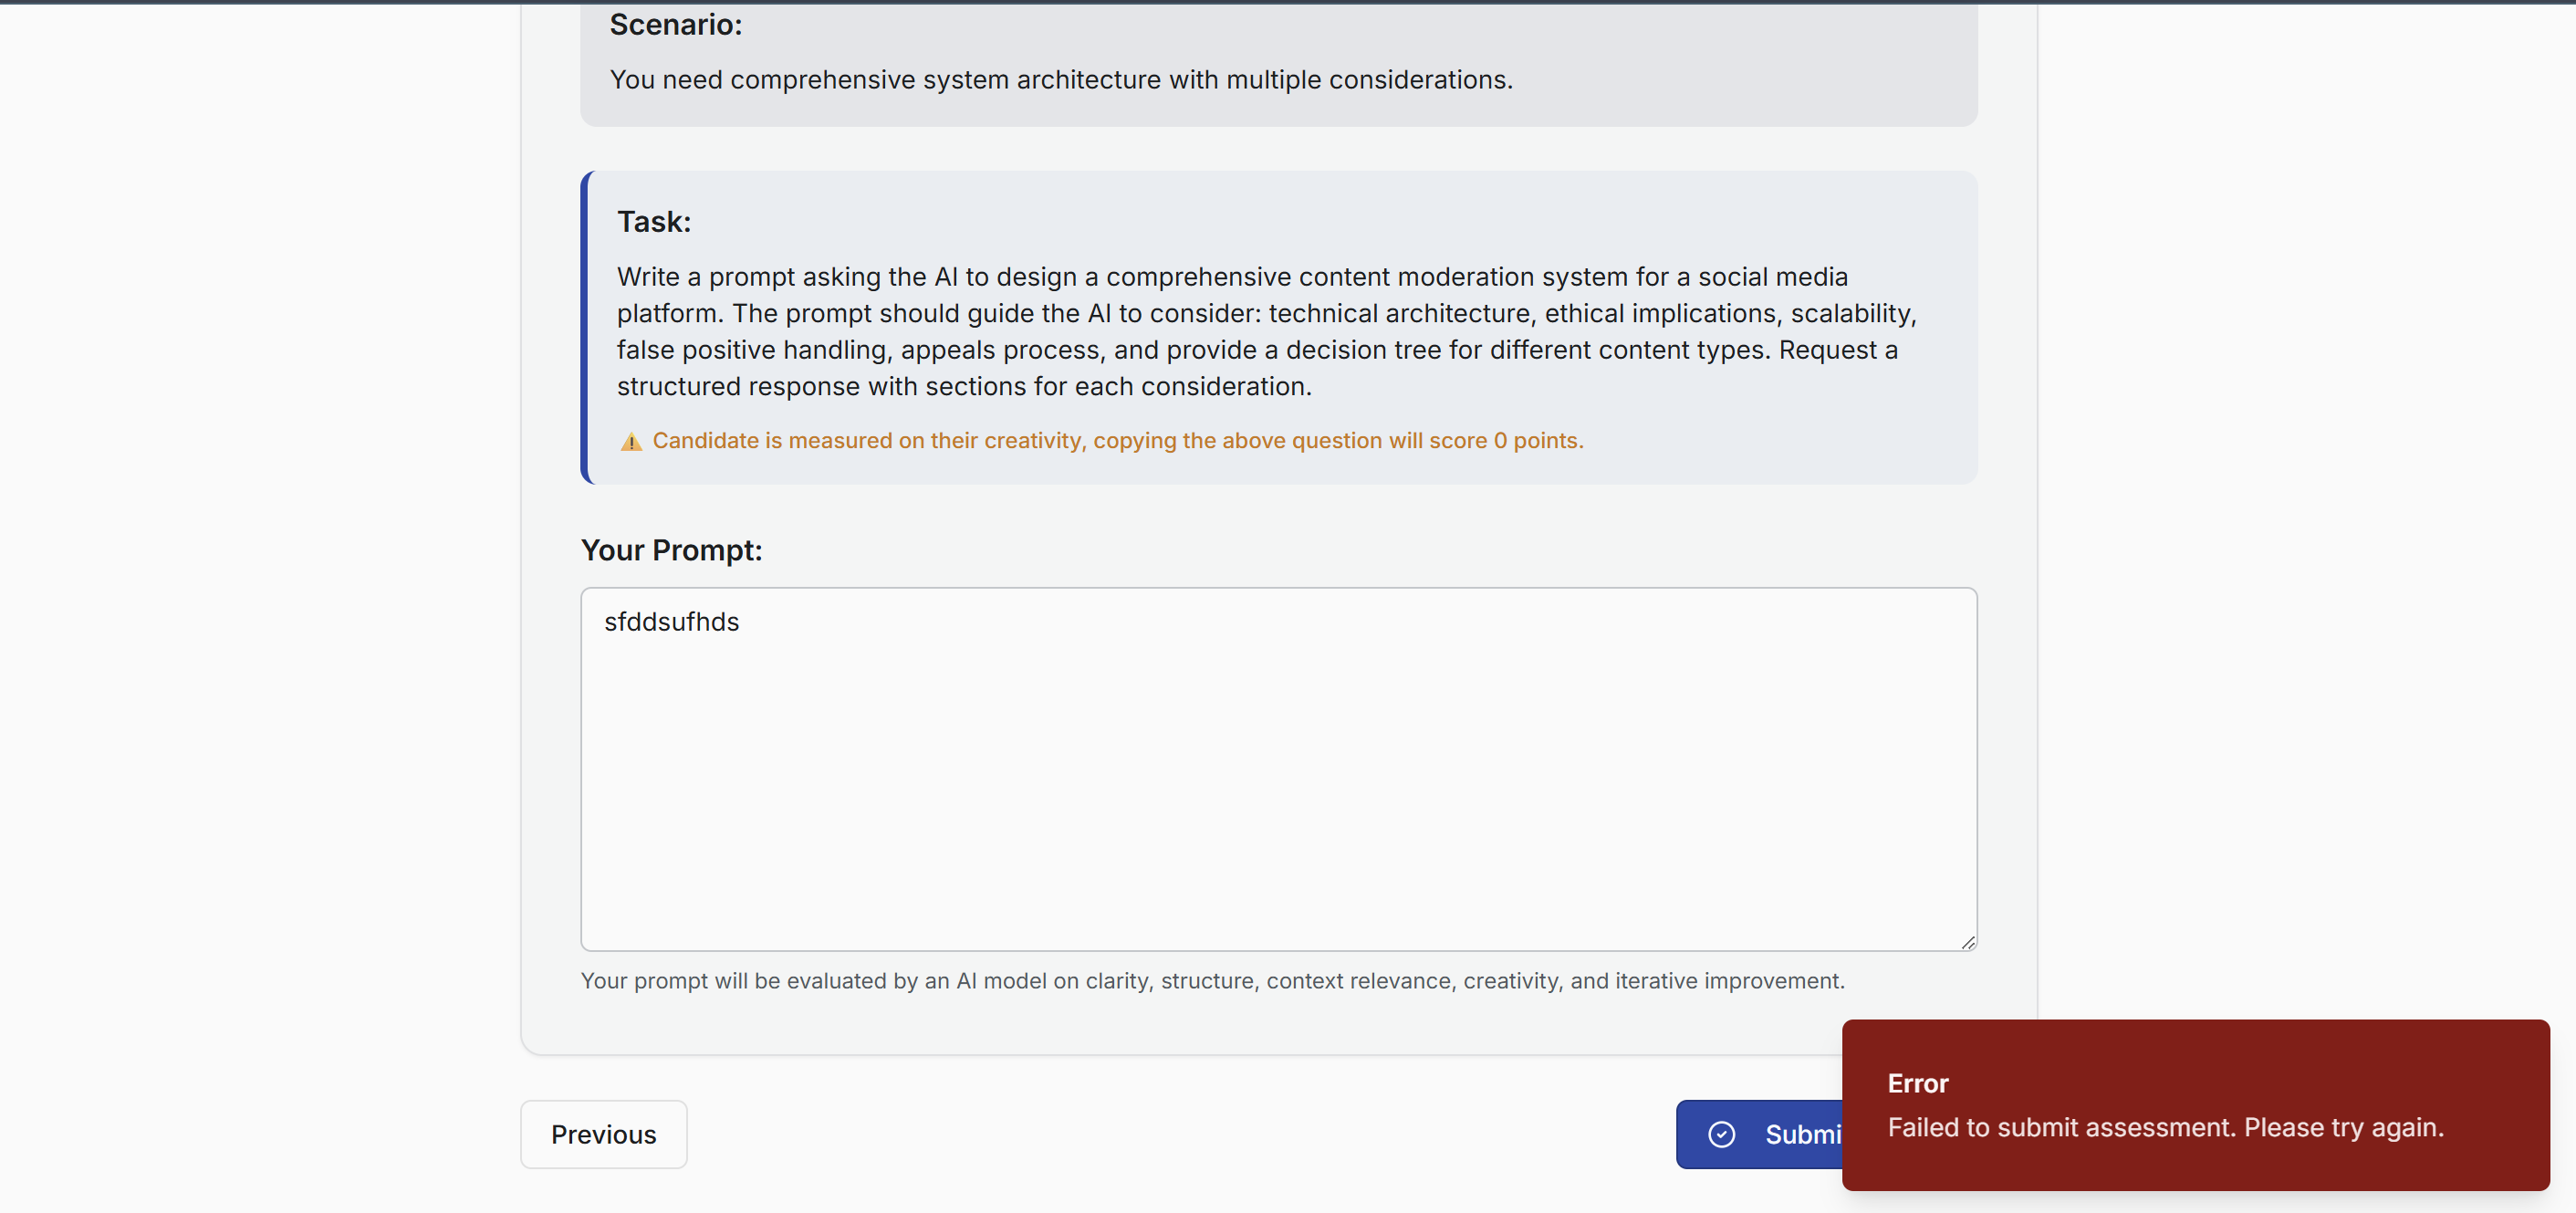 Scenario:
You need comprehensive system architecture with multiple considerations.
Task:
Write a prompt asking the AI to design a comprehensive content moderation system for a social media
platform. The prompt should guide the AI to consider: technical architecture, ethical implications, scalability,
false positive handling, appeals process, and provide a decision tree for different content types. Request a
structured response with sections for each consideration.
⚠ Candidate is measured on their creativity, copying the above question will score 0 points.
Your Prompt:
sfddsufhds
Your prompt will be evaluated by an AI model on clarity, structure, context relevance, creativity, and iterative improvement.
Previous
Submi
Error
Failed to submit assessment. Please try again.